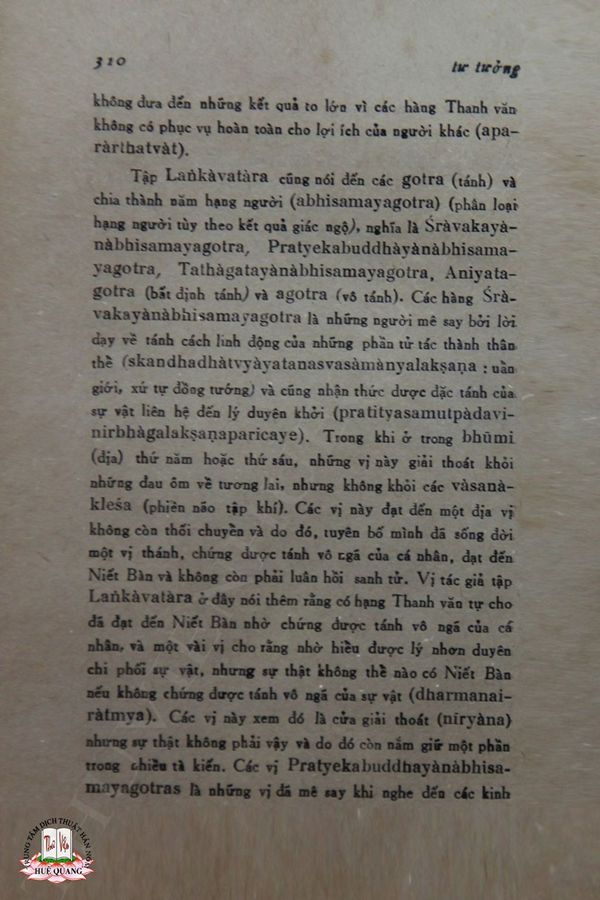 310
tư tưởng
không đưa đến những kết quả to lớn vì các hàng Thanh văn
không có phục vụ hoàn toàn cho lợi ích của người khác (apa-
ràrthatvàt).
Tập Laṅkàvatàra cũng nói đến các gotra (tánh) và
chia thành năm hạng người (abhisamayagotra) (phân loại
hạng người tùy theo kết quả giác ngộ), nghĩa là Śràvakayà-
nàbhisamayagotra, Pratyekabuddhàyànàbhisama-
yagotra, Tathàgatayànàbhisamayagotra, Aniyata-
gotra (bất định tánh) và agotra (vô tánh). Các hàng Śrà-
vakayànàbhisamayagotra là những người mê say bởi lời
dạy về tánh cách linh động của những phần tử tác thành thân
thể (skandhadhàtvyàyatanasvasàmànyalakṣaṇa : uẩn
giới, xứ tự đồng tướng) và cũng nhận thức được đặc tánh của
sự vật liên hệ đến lý duyên khởi (pratityasamutpàdavi-
nirbhàgalakṣaṇaparicaye). Trong khi ở trong bhūmi
(địa) thứ năm hoặc thứ sáu, những vị này giải thoát khỏi
những đau ôm về tương lai, nhưng không khỏi các vàsanà-
kleśa (phiền não tập khí). Các vị này đạt đến một địa vị
không còn thối chuyển và do đó, tuyên bố mình đã sống đời
một vị thánh, chứng được tánh vô ngã của cá nhân, đạt đến
Niết Bàn và không còn phải luân hồi sanh tử. Vị tác giả tập
Laṅkàvatàra ở đây nói thêm rằng có hạng Thanh văn tự cho
đã đạt đến Niết Bàn nhờ chứng được tánh vô ngã của cá
nhân, và một vài vị cho rằng nhờ hiểu được lý nhơn duyên
chi phối sự vật, nhưng sự thật không thể nào có Niết Bàn
nếu không chứng được tánh vô ngã của sự vật (dharmanai-
ràtmya). Các vị này xem đó là cửa giải thoát (niryàna)
nhưng sự thật không phải vậy và do đó còn nắm giữ một phần
trong chiều tà kiến. Các vị Pratyekabuddhayànàbhisa-
mayagotras là những vị đã mê say khi nghe đến các kinh
TRUNG TÂM DỊCH THUẬT HÁN NÔM
HUỆ QUANG